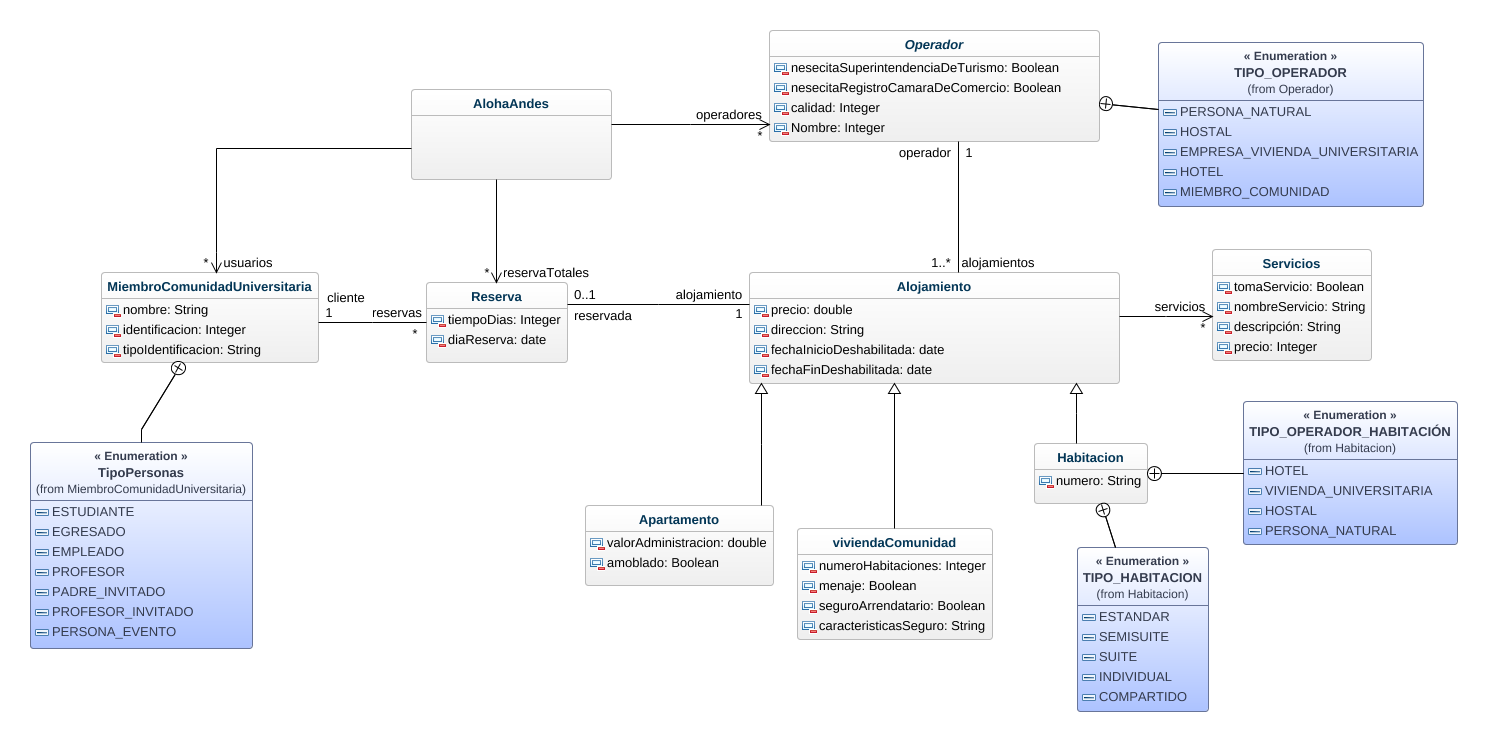 Operador
nesecitaSuperintendenciaDeTurismo: Boolean
nesecitaRegistroCamaraDeComercio: Boolean
calidad: Integer
Nombre: Integer
« Enumeration »
TIPO_OPERADOR
(from Operador)
PERSONA_NATURAL
HOSTAL
EMPRESA_VIVIENDA_UNIVERSITARIA
HOTEL
MIEMBRO_COMUNIDAD
AlohaAndes
operadores
*
operador 1
* usuarios
* reservaTotales
1..* alojamientos
MiembroComunidadUniversitaria
nombre: String
identificacion: Integer
tipoIdentificacion: String
cliente
1
reservas
*
Reserva
tiempoDias: Integer
diaReserva: date
0..1
reservada
alojamiento
1
Alojamiento
precio: double
direccion: String
fechaInicioDeshabilitada: date
fechaFinDeshabilitada: date
servicios
*
Servicios
tomaServicio: Boolean
nombreServicio: String
descripción: String
precio: Integer
« Enumeration »
TipoPersonas
(from MiembroComunidadUniversitaria)
ESTUDIANTE
EGRESADO
EMPLEADO
PROFESOR
PADRE_INVITADO
PROFESOR_INVITADO
PERSONA_EVENTO
Apartamento
valorAdministracion: double
amoblado: Boolean
viviendaComunidad
numeroHabitaciones: Integer
menaje: Boolean
seguroArrendatario: Boolean
caracteristicasSeguro: String
Habitacion
numero: String
« Enumeration »
TIPO_OPERADOR_HABITACIÓN
(from Habitacion)
HOTEL
VIVIENDA_UNIVERSITARIA
HOSTAL
PERSONA_NATURAL
« Enumeration »
TIPO_HABITACION
(from Habitacion)
ESTANDAR
SEMISUITE
SUITE
INDIVIDUAL
COMPARTIDO